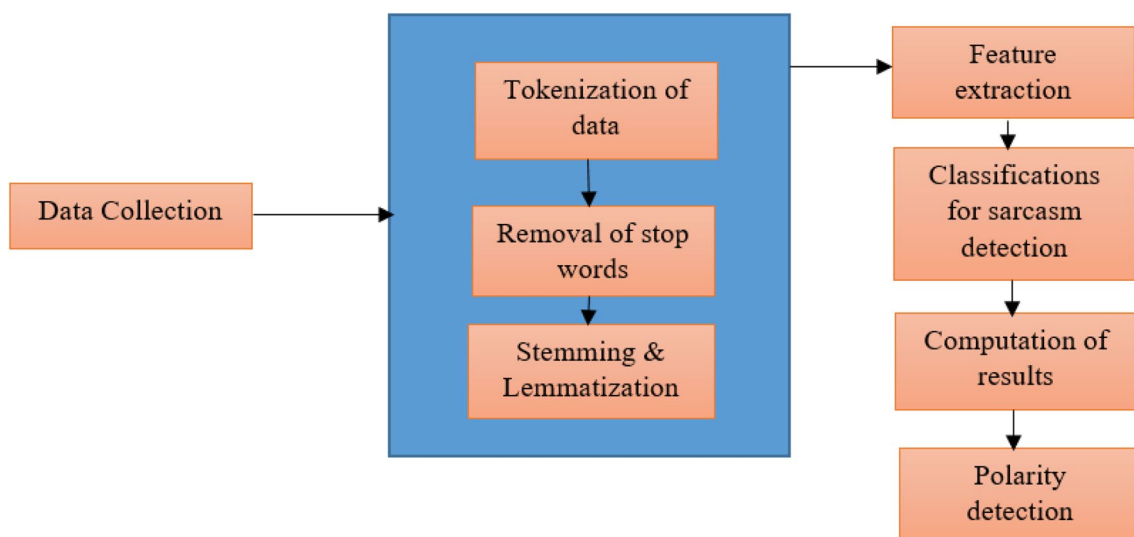 Data Collection
Tokenization of
data
Removal of stop
words
Stemming &
Lemmatization
Feature
extraction
Classifications
for sarcasm
detection
Computation of
results
Polarity
detection